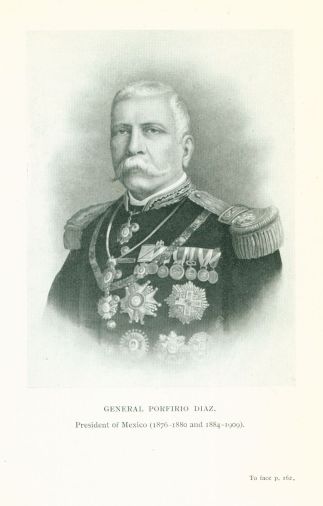 GENERAL PORFIRIO DIAZ.
President of Mexico (1876-1880 and 1884-1909).
To face p. 162,